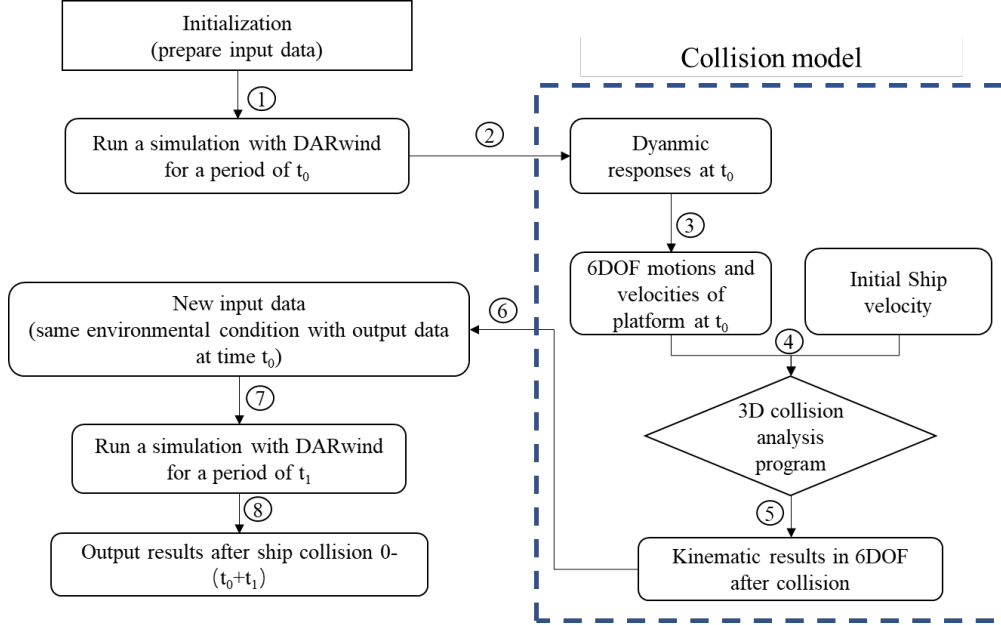 Initialization
(prepare input data)
①
Run a simulation with DARwind
for a period of t₀
②
Collision model
Dyanmic
responses at t₀
③
6DOF motions and
velocities of
platform at t₀
Initial Ship
velocity
④
3D collision
analysis
program
⑤
Kinematic results in 6DOF
after collision
⑥
New input data
(same environmental condition with output data
at time t₀)
⑦
Run a simulation with DARwind
for a period of t₁
⑧
Output results after ship collision 0-
(t₀+t₁)